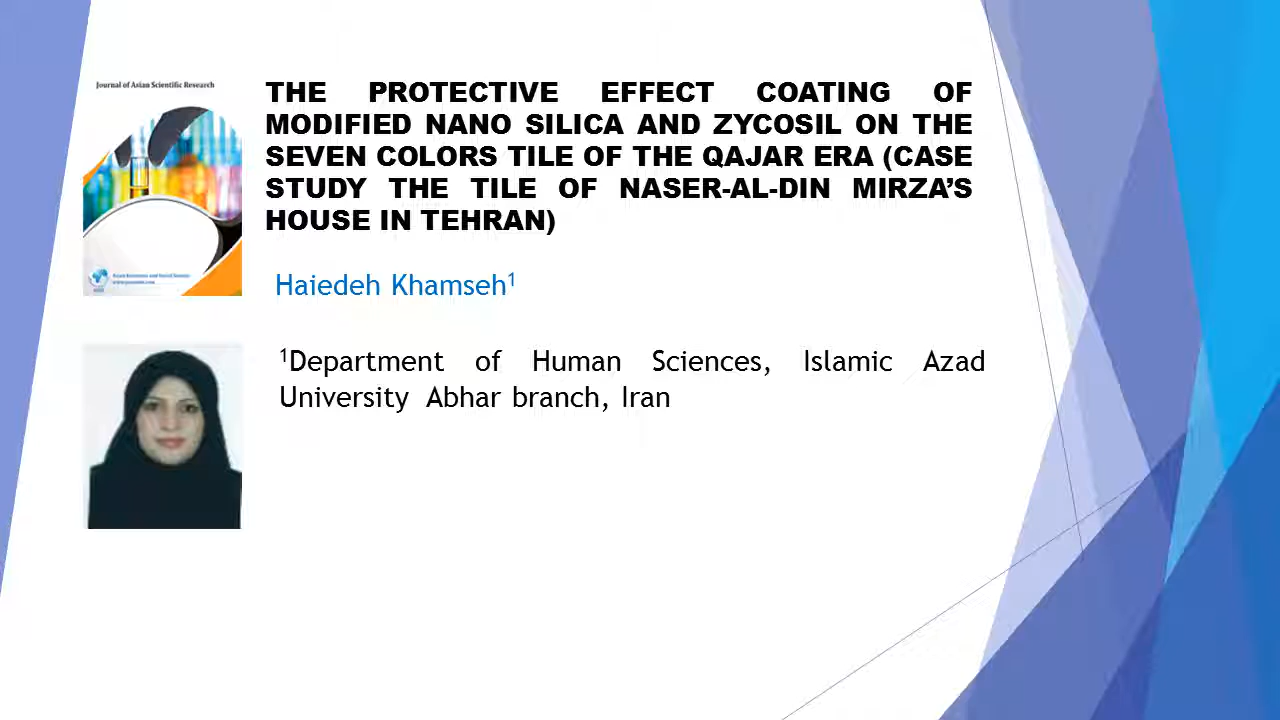 Journal of Asian Scientific Research
THE PROTECTIVE EFFECT COATING OF
MODIFIED NANO SILICA AND ZYCOSIL ON THE
SEVEN COLORS TILE OF THE QAJAR ERA (CASE
STUDY THE TILE OF NASER-AL-DIN MIRZA’S
HOUSE IN TEHRAN)
Haiedeh Khamseh¹
¹Department of Human Sciences, Islamic Azad
University Abhar branch, Iran